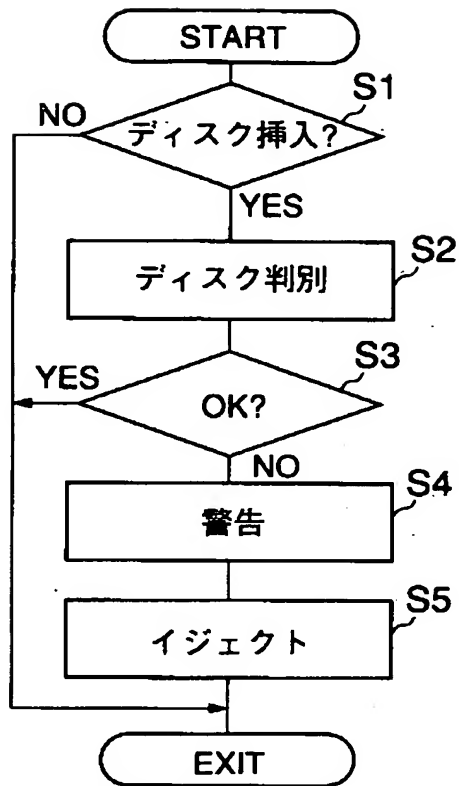 START
S1
NO
ディスク挿入?
YES
S2
ディスク判別
S3
YES
OK?
NO
S4
警告
S5
イジェクト
EXIT